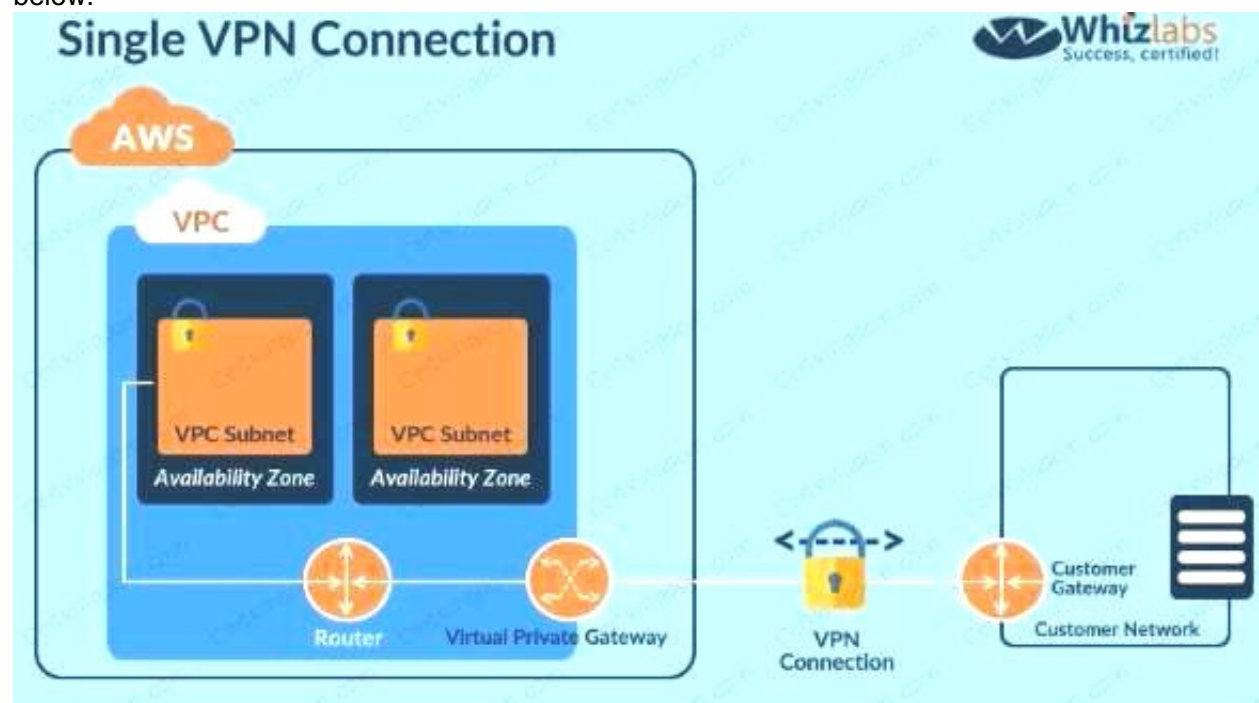 below:
Single VPN Connection
Whizlabs
Success, certified!
AWS
VPC
VPC Subnet
VPC Subnet
Availability Zone
Availability Zone
Router
Virtual Private Gateway
VPN
Connection
Customer
Gateway
Customer Network